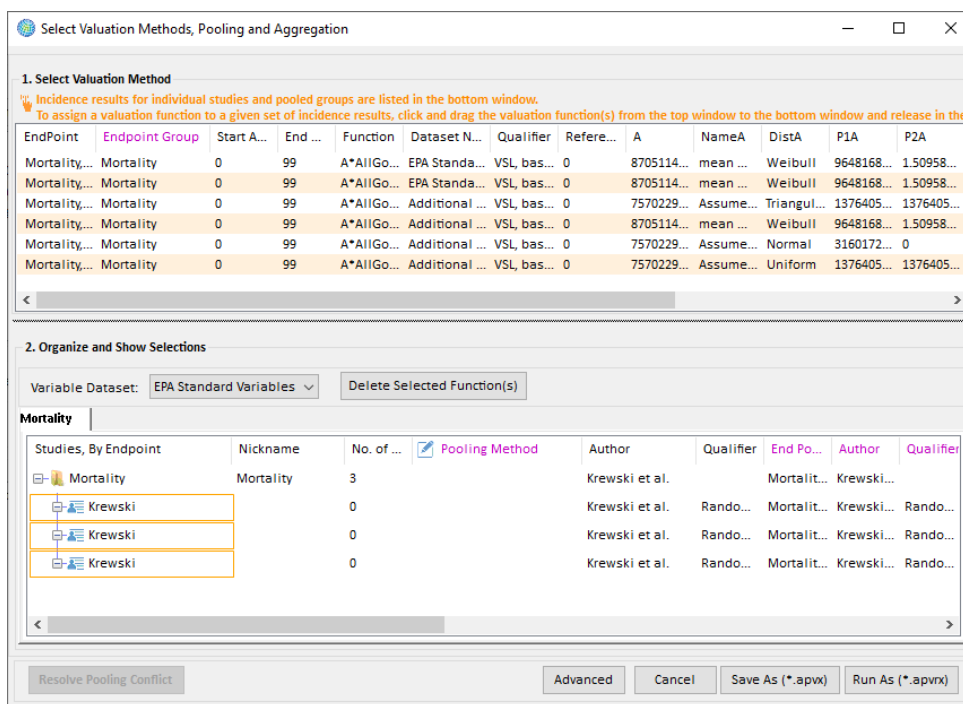 Select Valuation Methods, Pooling and Aggregation
1. Select Valuation Method
Incidence results for individual studies and pooled groups are listed in the bottom window.
To assign a valuation function to a given set of incidence results, click and drag the valuation function(s) from the top window to the bottom window and release in the
EndPoint Endpoint Group Start A... End ... Function Dataset N... Qualifier Refere... A NameA DistA P1A P2A
Mortality,... Mortality 0 99 A*AllGo... EPA Standa... VSL, bas... 0 8705114... mean ... Weibull 9648168... 1.50958...
Mortality,... Mortality 0 99 A*AllGo... EPA Standa... VSL, bas... 0 8705114... mean ... Weibull 9648168... 1.50958...
Mortality,... Mortality 0 99 A*AllGo... Additional ... VSL, bas... 0 7570229... Assume... Triangul... 1376405... 1376405...
Mortality,... Mortality 0 99 A*AllGo... Additional ... VSL, bas... 0 8705114... mean ... Weibull 9648168... 1.50958...
Mortality,... Mortality 0 99 A*AllGo... Additional ... VSL, bas... 0 7570229... Assume... Normal 3160172... 0
Mortality,... Mortality 0 99 A*AllGo... Additional ... VSL, bas... 0 7570229... Assume... Uniform 1376405... 1376405...
2. Organize and Show Selections
Variable Dataset: EPA Standard Variables Delete Selected Function(s)
Mortality
Studies, By Endpoint Nickname No. of ... Pooling Method Author Qualifier End Po... Author Qualifier
Mortality Mortality 3 Krewski et al. Mortalit... Krewski...
Krewski 0 Krewski et al. Rando... Mortalit... Krewski... Rando...
Krewski 0 Krewski et al. Rando... Mortalit... Krewski... Rando...
Krewski 0 Krewski et al. Rando... Mortalit... Krewski... Rando...
Resolve Pooling Conflict Advanced Cancel Save As (*.apvx) Run As (*.apvrx)